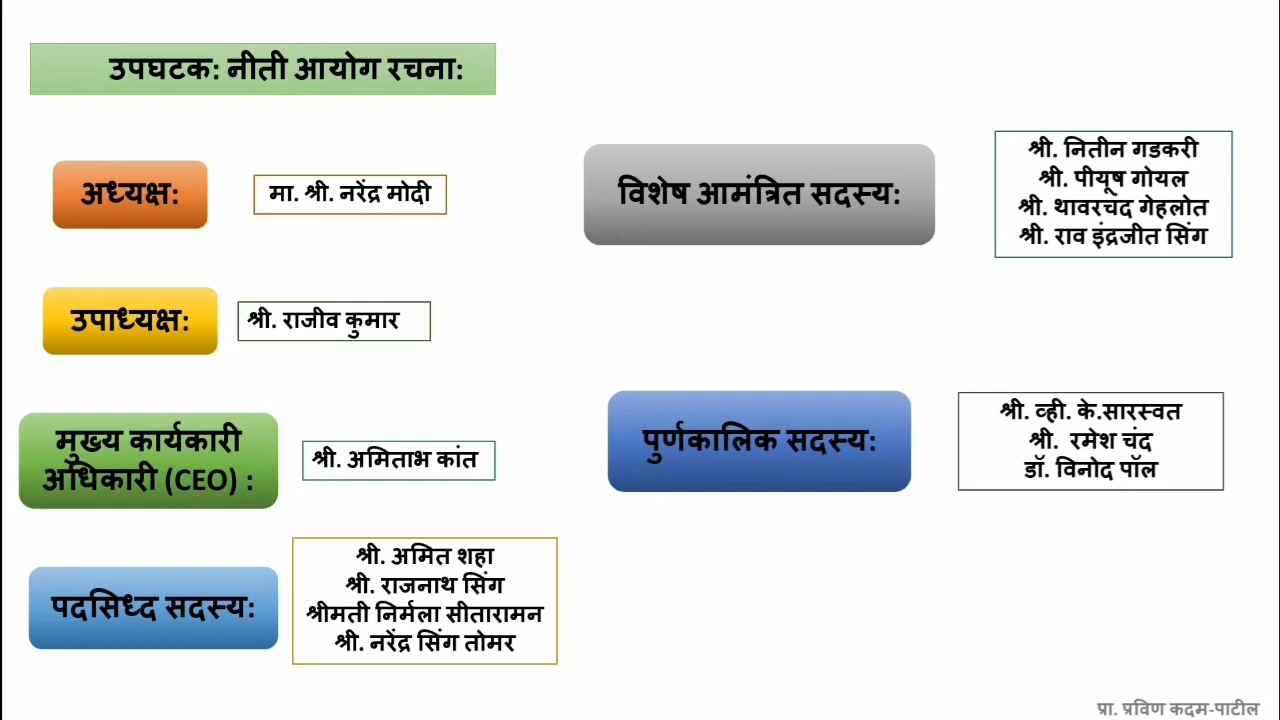 उपघटक: नीती आयोग रचना:
अध्यक्ष:
मा. श्री. नरेंद्र मोदी
उपाध्यक्ष:
श्री. राजीव कुमार
मुख्य कार्यकारी
अधिकारी (CEO) :
श्री. अमिताभ कांत
पदसिध्द सदस्य:
श्री. अमित शहा
श्री. राजनाथ सिंग
श्रीमती निर्मला सीतारामन
श्री. नरेंद्र सिंग तोमर
विशेष आमंत्रित सदस्य:
श्री. नितीन गडकरी
श्री. पीयूष गोयल
श्री. थावरचंद गेहलोत
श्री. राव इंद्रजीत सिंग
पुर्णकालिक सदस्य:
श्री. व्ही. के.सारस्वत
श्री. रमेश चंद
डॉ. विनोद पॉल
प्रा. प्रविण कदम-पाटील